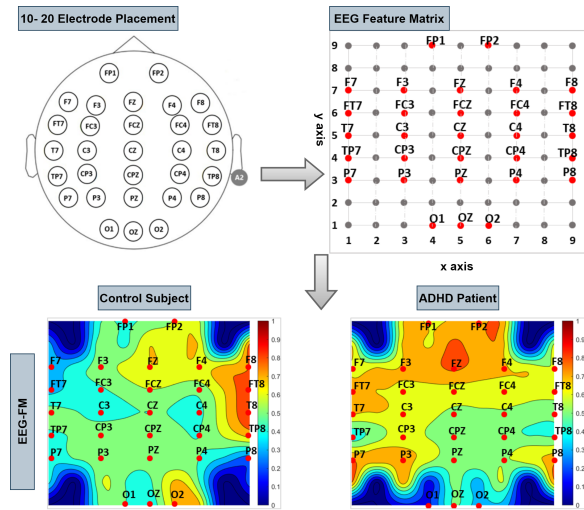 10- 20 Electrode Placement
EEG Feature Matrix
FP1 FP2
F7 F3 FZ F4 F8
FT7 FC3 FCZ FC4 FT8
T7 C3 CZ C4 T8
TP7 CP3 CPZ CP4 TP8
A2
P7 P3 PZ P4 P8
O1 OZ O2
y axis
9 FP1 FP2
8
7 F7 F3 FZ F4 F8
6 FT7 FC3 FCZ FC4 FT8
5 T7 C3 CZ C4 T8
4 TP7 CP3 CPZ CP4 TP8
3 P7 P3 PZ P4 P8
2
1 O1 OZ O2
1 2 3 4 5 6 7 8 9
x axis
Control Subject
ADHD Patient
EEG-FM
FP1 FP2
F7 F3 FZ F4 F8
FT7 FC3 FCZ FC4 FT8
T7 C3 CZ C4 T8
TP7 CP3 CPZ CP4 TP8
P7 P3 PZ P4 P8
O1 OZ O2
1
0.9
0.8
0.7
0.6
0.5
0.4
0.3
0.2
0.1
0
FP1 FP2
F7 F3 FZ F4 F8
FT7 FC3 FCZ FC4 FT8
T7 C3 CZ C4 T8
TP7 CP3 CPZ CP4 TP8
P7 P3 PZ P4 P8
O1 OZ O2
1
0.9
0.8
0.7
0.6
0.5
0.4
0.3
0.2
0.1
0